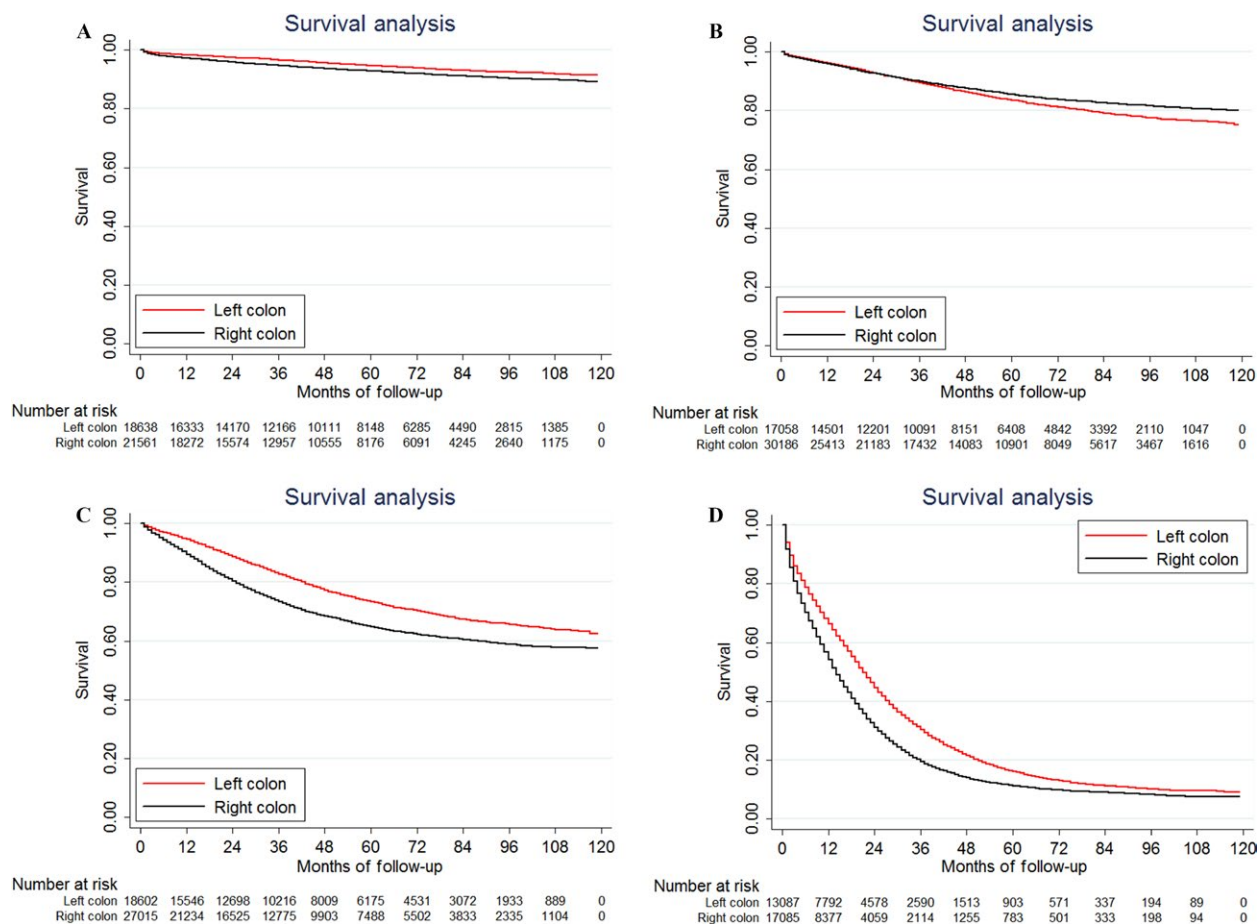 A
Survival analysis
Survival
1.00
0.80
0.60
0.40
0.20
0.00
Left colon
Right colon
0 12 24 36 48 60 72 84 96 108 120
Months of follow-up
Number at risk
Left colon 18638 16333 14170 12166 10111 8148 6285 4490 2815 1385 0
Right colon 21561 18272 15574 12957 10555 8176 6091 4245 2640 1175 0
B
Survival analysis
Survival
1.00
0.80
0.60
0.40
0.20
0.00
Left colon
Right colon
0 12 24 36 48 60 72 84 96 108 120
Months of follow-up
Number at risk
Left colon 17058 14501 12201 10091 8151 6408 4842 3392 2110 1047 0
Right colon 30186 25413 21183 17432 14083 10901 8049 5617 3467 1616 0
C
Survival analysis
Survival
1.00
0.80
0.60
0.40
0.20
0.00
Left colon
Right colon
0 12 24 36 48 60 72 84 96 108 120
Months of follow-up
Number at risk
Left colon 18602 15546 12698 10216 8009 6175 4531 3072 1933 889 0
Right colon 27015 21234 16525 12775 9903 7488 5502 3833 2335 1104 0
D
Survival analysis
Survival
1.00
0.80
0.60
0.40
0.20
0.00
Left colon
Right colon
0 12 24 36 48 60 72 84 96 108 120
Months of follow-up
Number at risk
Left colon 13087 7792 4578 2590 1513 903 571 337 194 89 0
Right colon 17085 8377 4059 2114 1255 783 501 333 198 94 0